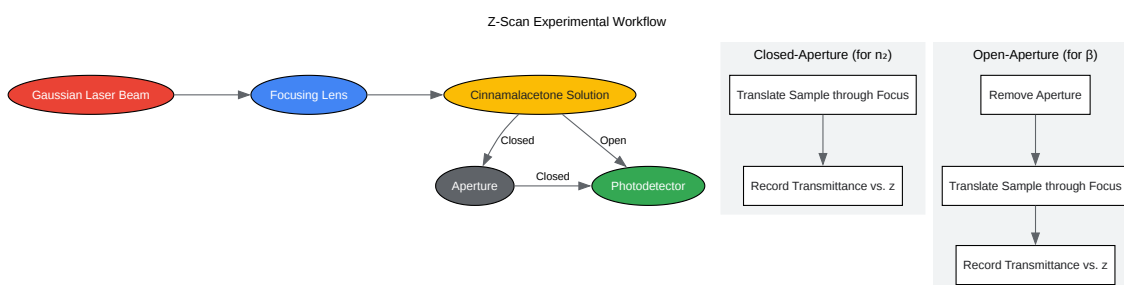 Z-Scan Experimental Workflow
Gaussian Laser Beam
Focusing Lens
Cinnamalacetone Solution
Closed
Open
Aperture
Closed
Photodetector
Closed-Aperture (for n₂)
Translate Sample through Focus
Record Transmittance vs. z
Open-Aperture (for β)
Remove Aperture
Translate Sample through Focus
Record Transmittance vs. z